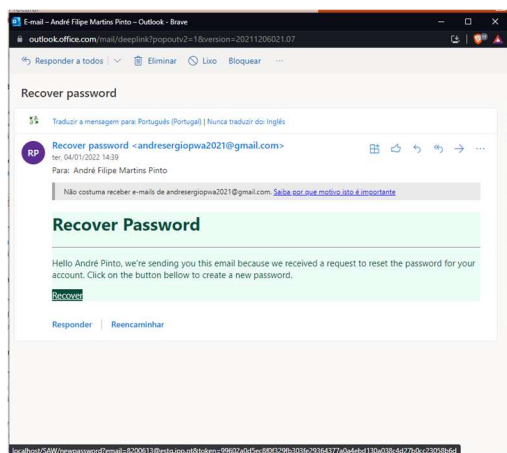 E-mail – André Filipe Martins Pinto – Outlook - Brave
outlook.office.com/mail/deeplink?popoutv2=1&version=20211206021.07
Responder a todos Eliminar Lixo Bloquear ...
Recover password
Traduzir a mensagem para: Português (Portugal) | Nunca traduzir do: Inglês
RP
Recover password <andresergiopwa2021@gmail.com>
ter, 04/01/2022 14:39
Para: André Filipe Martins Pinto
Não costuma receber e-mails de andresergiopwa2021@gmail.com. Saiba por que motivo isto é importante
Recover Password
Hello André Pinto, we're sending you this email because we received a request to reset the password for your
account. Click on the button bellow to create a new password.
Recover
Responder | Reencaminhar